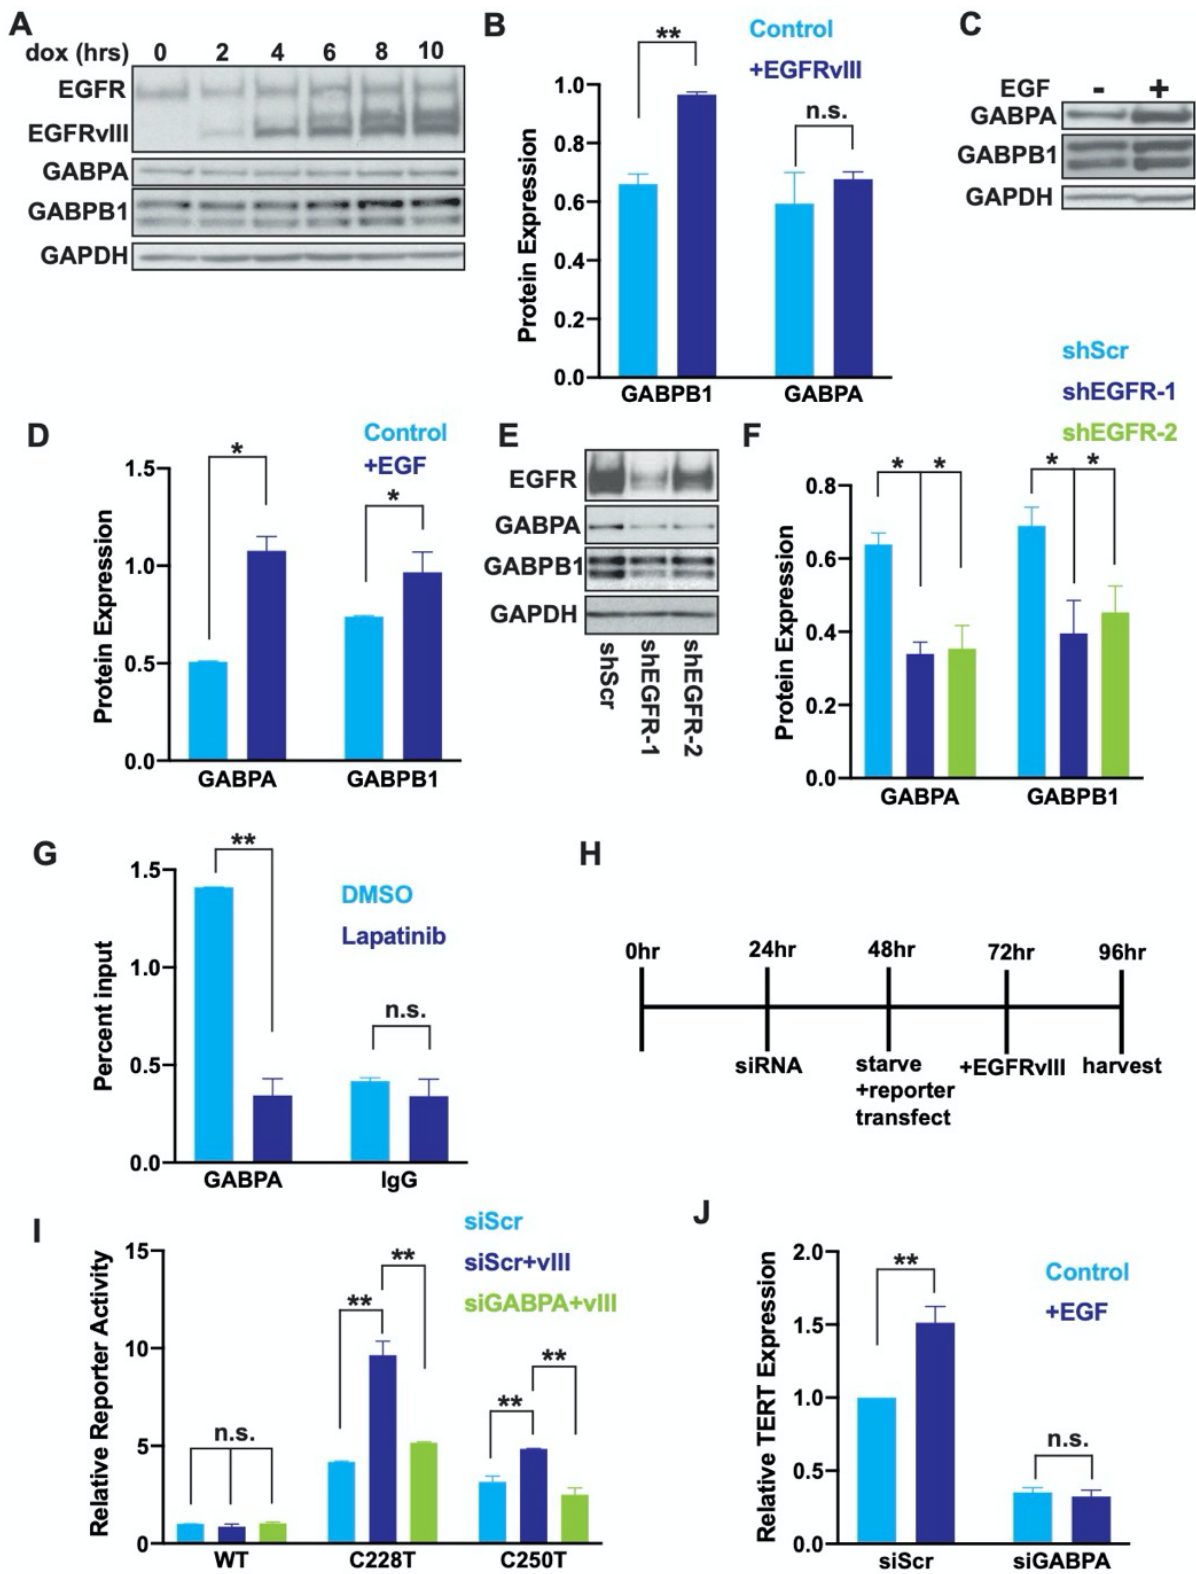 A
dox (hrs) 0 2 4 6 8 10
EGFR
EGFRvIII
GABPA
GABPB1
GAPDH
B
Control
+EGFRvIII
**
n.s.
Protein Expression
1.0
0.8
0.6
0.4
0.2
0.0
GABPB1 GABPA
C
EGF - +
GABPA
GABPB1
GAPDH
D
Control
+EGF
*
*
Protein Expression
1.5
1.0
0.5
0.0
GABPA GABPB1
E
EGFR
GABPA
GABPB1
GAPDH
shScr
shEGFR-1
shEGFR-2
F
shScr
shEGFR-1
shEGFR-2
* * * *
Protein Expression
0.8
0.6
0.4
0.2
0.0
GABPA GABPB1
G
DMSO
Lapatinib
**
n.s.
Percent input
1.5
1.0
0.5
0.0
GABPA IgG
H
0hr 24hr 48hr 72hr 96hr
siRNA
starve
+reporter
transfect
+EGFRvIII
harvest
I
siScr
siScr+vIII
siGABPA+vIII
n.s.
**
**
**
**
Relative Reporter Activity
15
10
5
0
WT C228T C250T
J
Control
+EGF
**
n.s.
Relative TERT Expression
2.0
1.5
1.0
0.5
0.0
siScr siGABPA